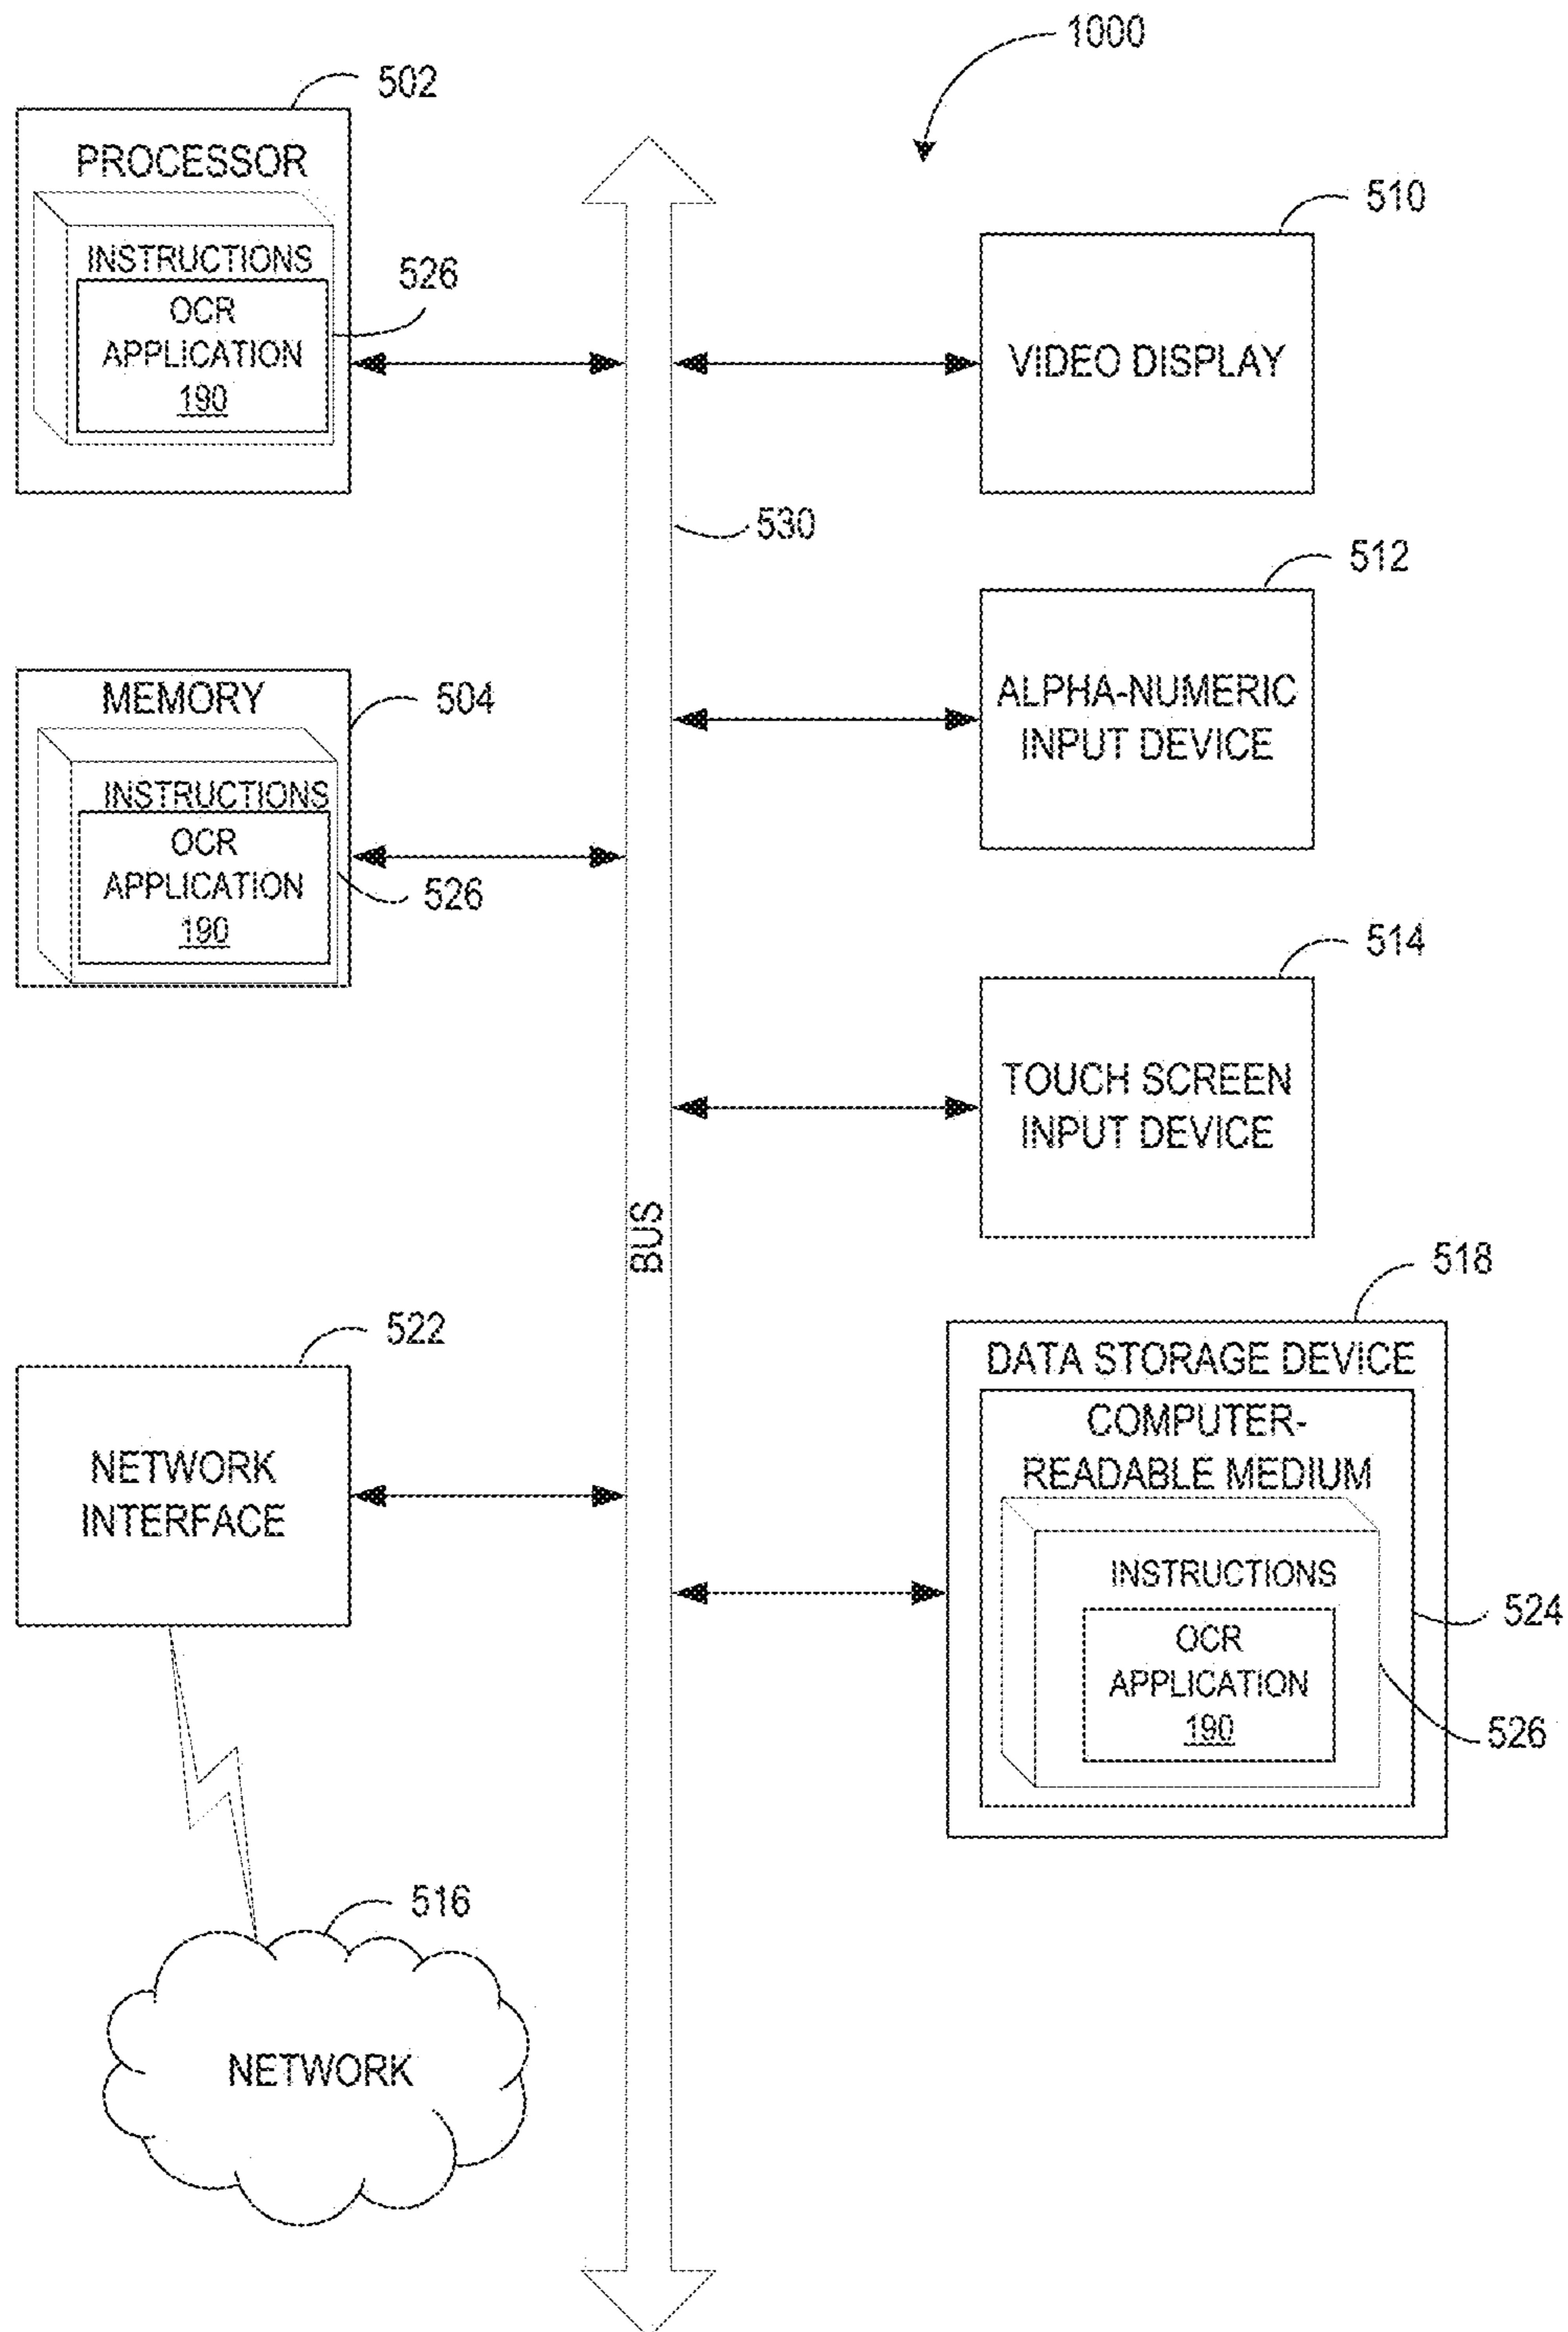 1000
502
PROCESSOR
INSTRUCTIONS
OCR
APPLICATION
190
526
510
VIDEO DISPLAY
530
512
ALPHA-NUMERIC
INPUT DEVICE
MEMORY
504
INSTRUCTIONS
OCR
APPLICATION
190
526
514
TOUCH SCREEN
INPUT DEVICE
BUS
522
NETWORK
INTERFACE
518
DATA STORAGE DEVICE
COMPUTER-
READABLE MEDIUM
INSTRUCTIONS
OCR
APPLICATION
190
524
526
516
NETWORK